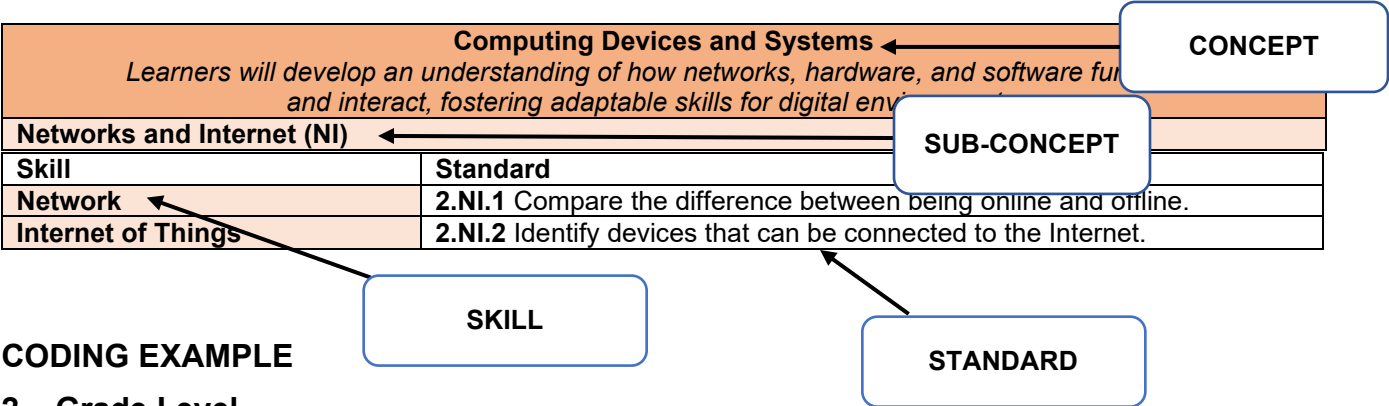 Computing Devices and Systems
CONCEPT
Learners will develop an understanding of how networks, hardware, and software
and interact, fostering adaptable skills for digital
Networks and Internet (NI)
SUB-CONCEPT
Skill Standard
Network 2.NI.1 Compare the difference between being online and offline.
Internet of Things 2.NI.2 Identify devices that can be connected to the Internet.
SKILL
STANDARD
CODING EXAMPLE
2 Grade Level